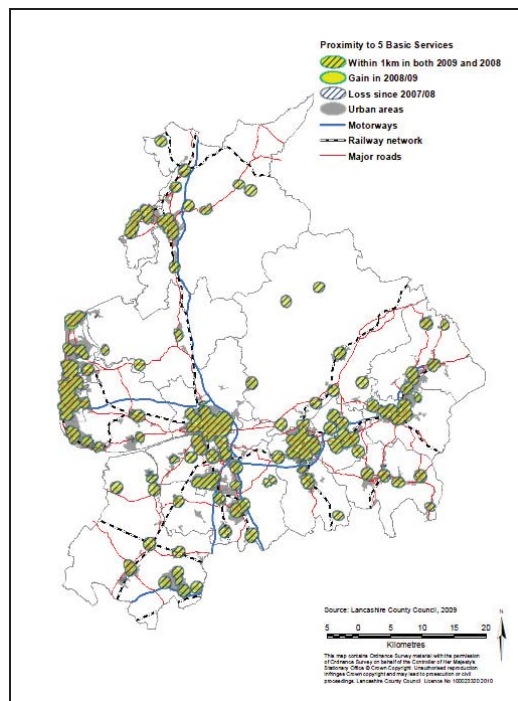 Proximity to 5 Basic Services
Within 1km in both 2009 and 2008
Gain in 2008/09
Loss since 2007/08
Urban areas
Motorways
Railway network
Major roads
Source: Lancashire County Council, 2009
N
5 0 5 10 15 20
Kilometres
This map contains Ordnance Survey material with the permission
of Ordnance Survey on behalf of the Controller of Her Majesty's
Stationary Office © Crown Copyright. Unauthorised reproduction
infringes Crown copyright and may lead to prosecution or civil
proceedings. Lancashire County Council Licence No 100023320 2010